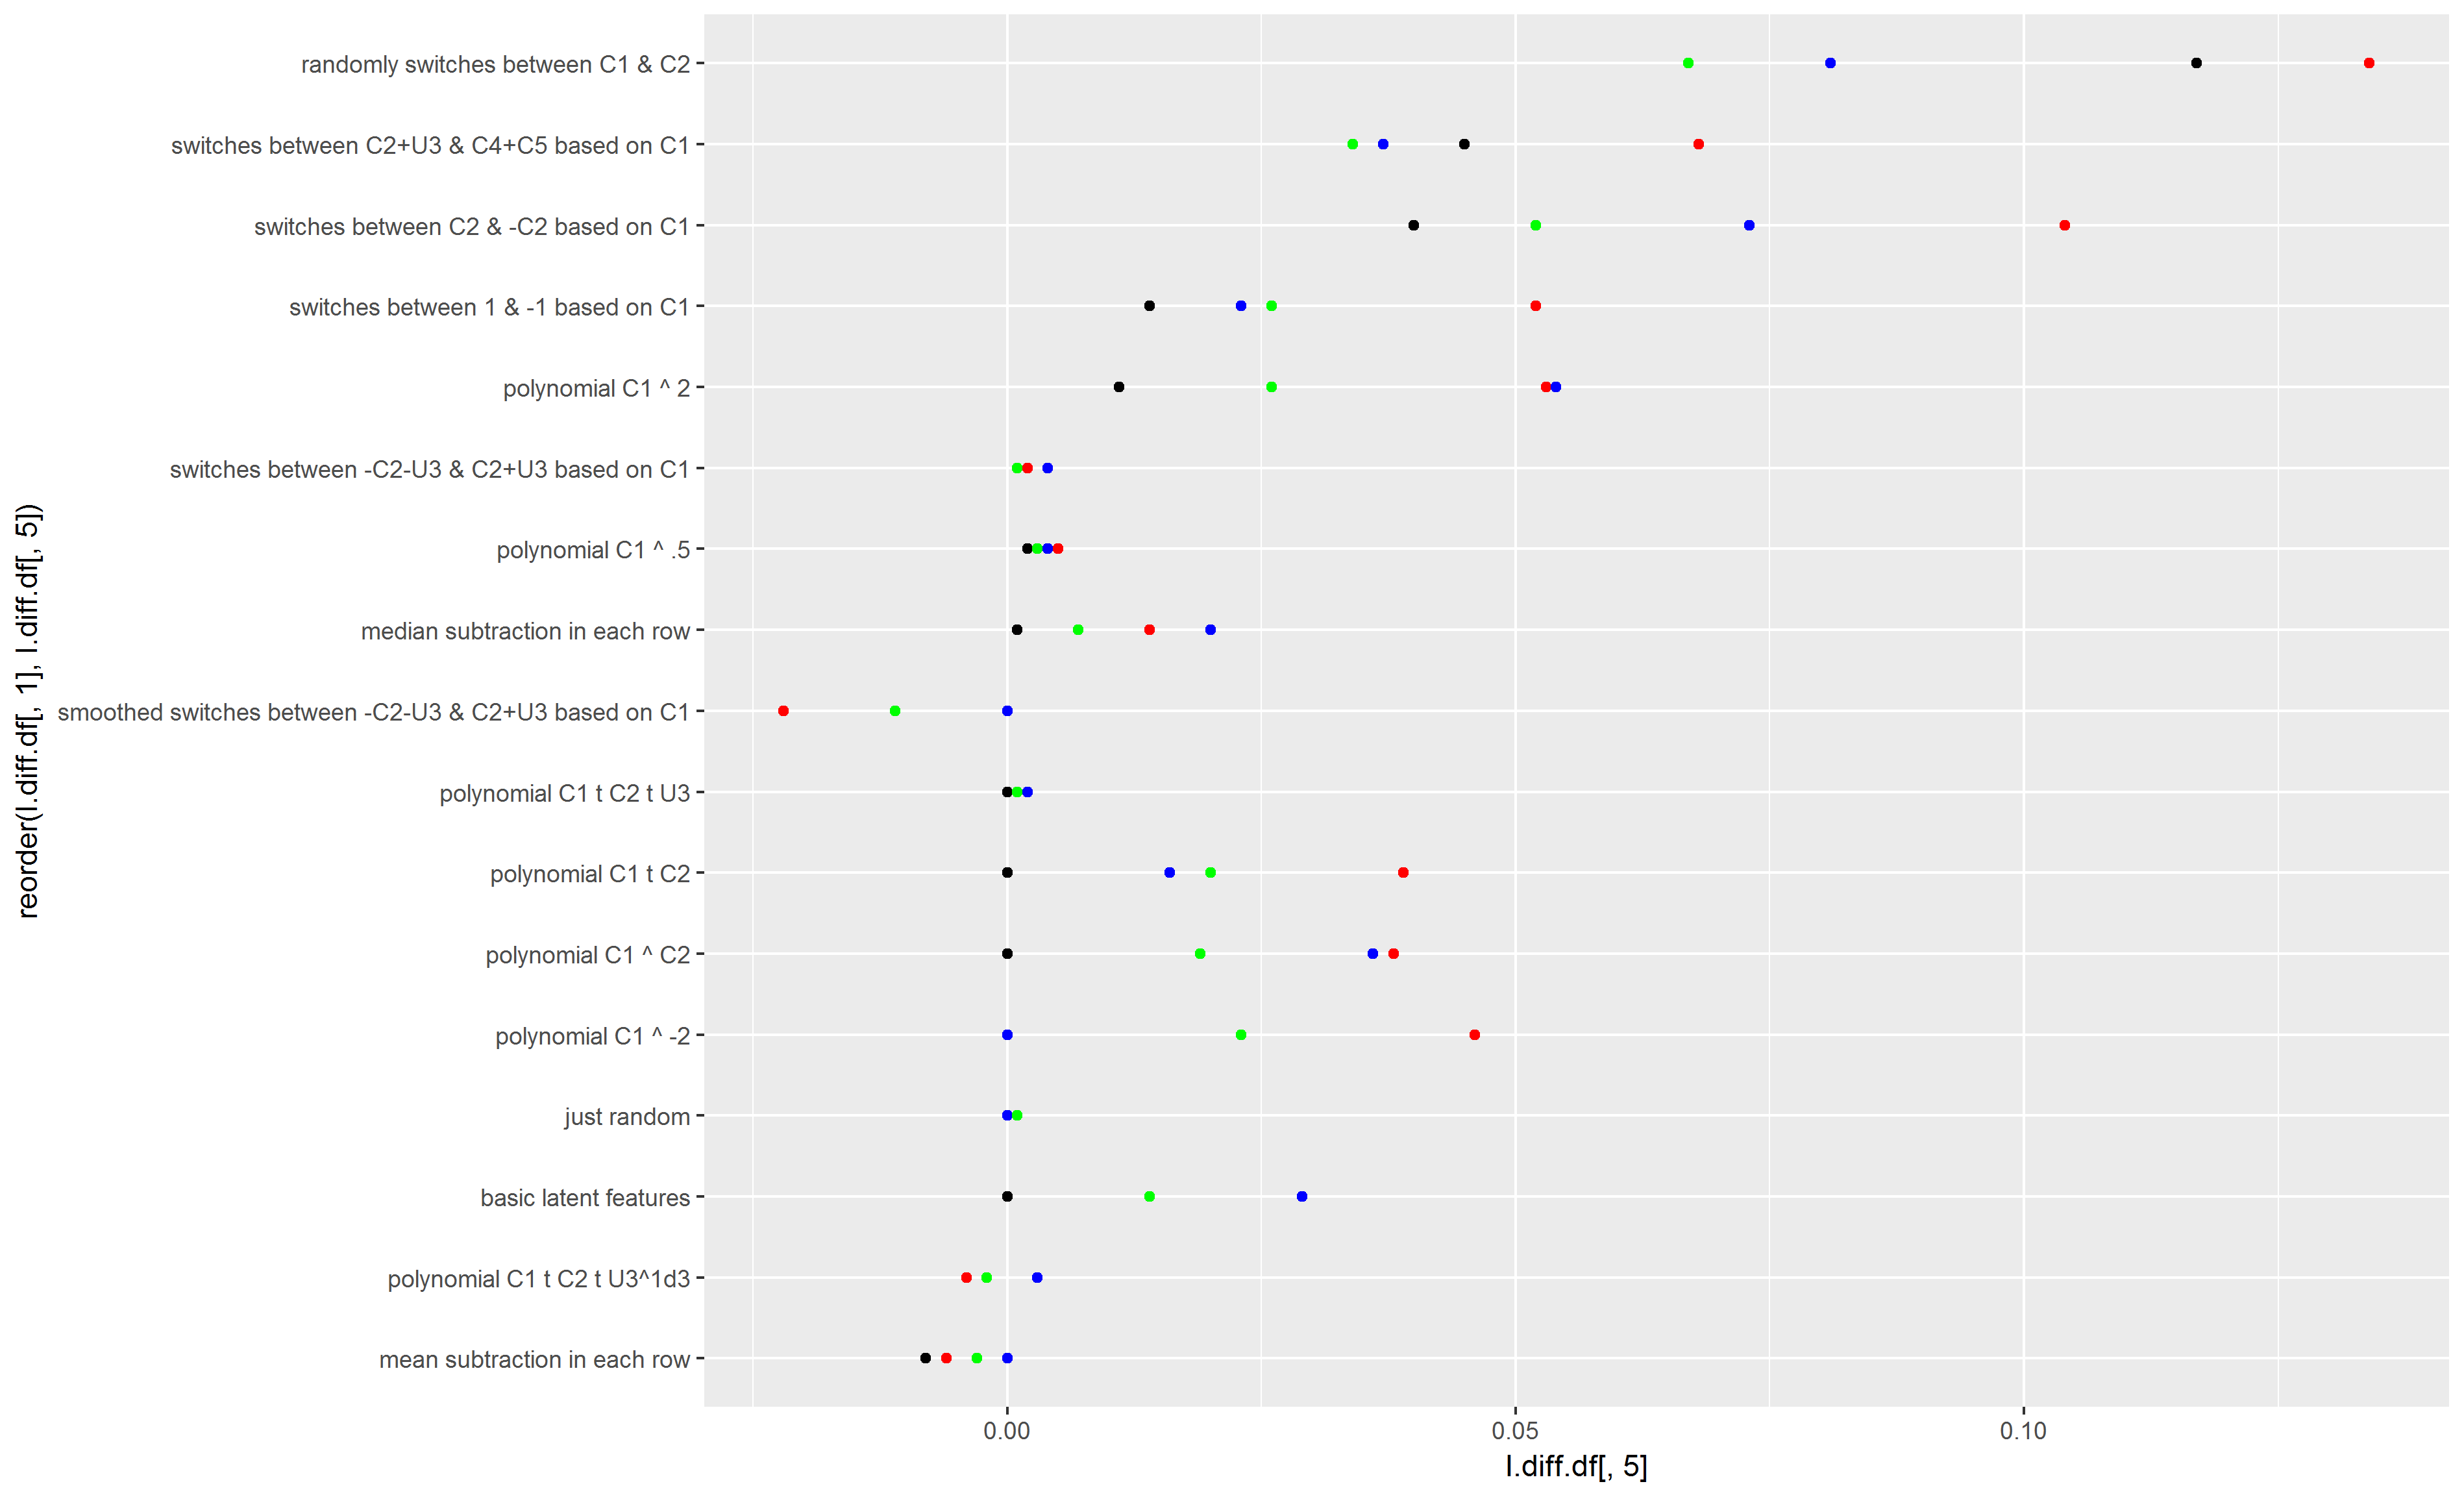 randomly switches between C1 & C2
switches between C2+U3 & C4+C5 based on C1
switches between C2 & -C2 based on C1
switches between 1 & -1 based on C1
polynomial C1 ^ 2
switches between -C2-U3 & C2+U3 based on C1
polynomial C1 ^ .5
median subtraction in each row
smoothed switches between -C2-U3 & C2+U3 based on C1
polynomial C1 t C2 t U3
polynomial C1 t C2
polynomial C1 ^ C2
polynomial C1 ^ -2
just random
basic latent features
polynomial C1 t C2 t U3^1d3
mean subtraction in each row
reorder(l.diff.df[, 1], l.diff.df[, 5])
0.00 0.05 0.10
l.diff.df[, 5]